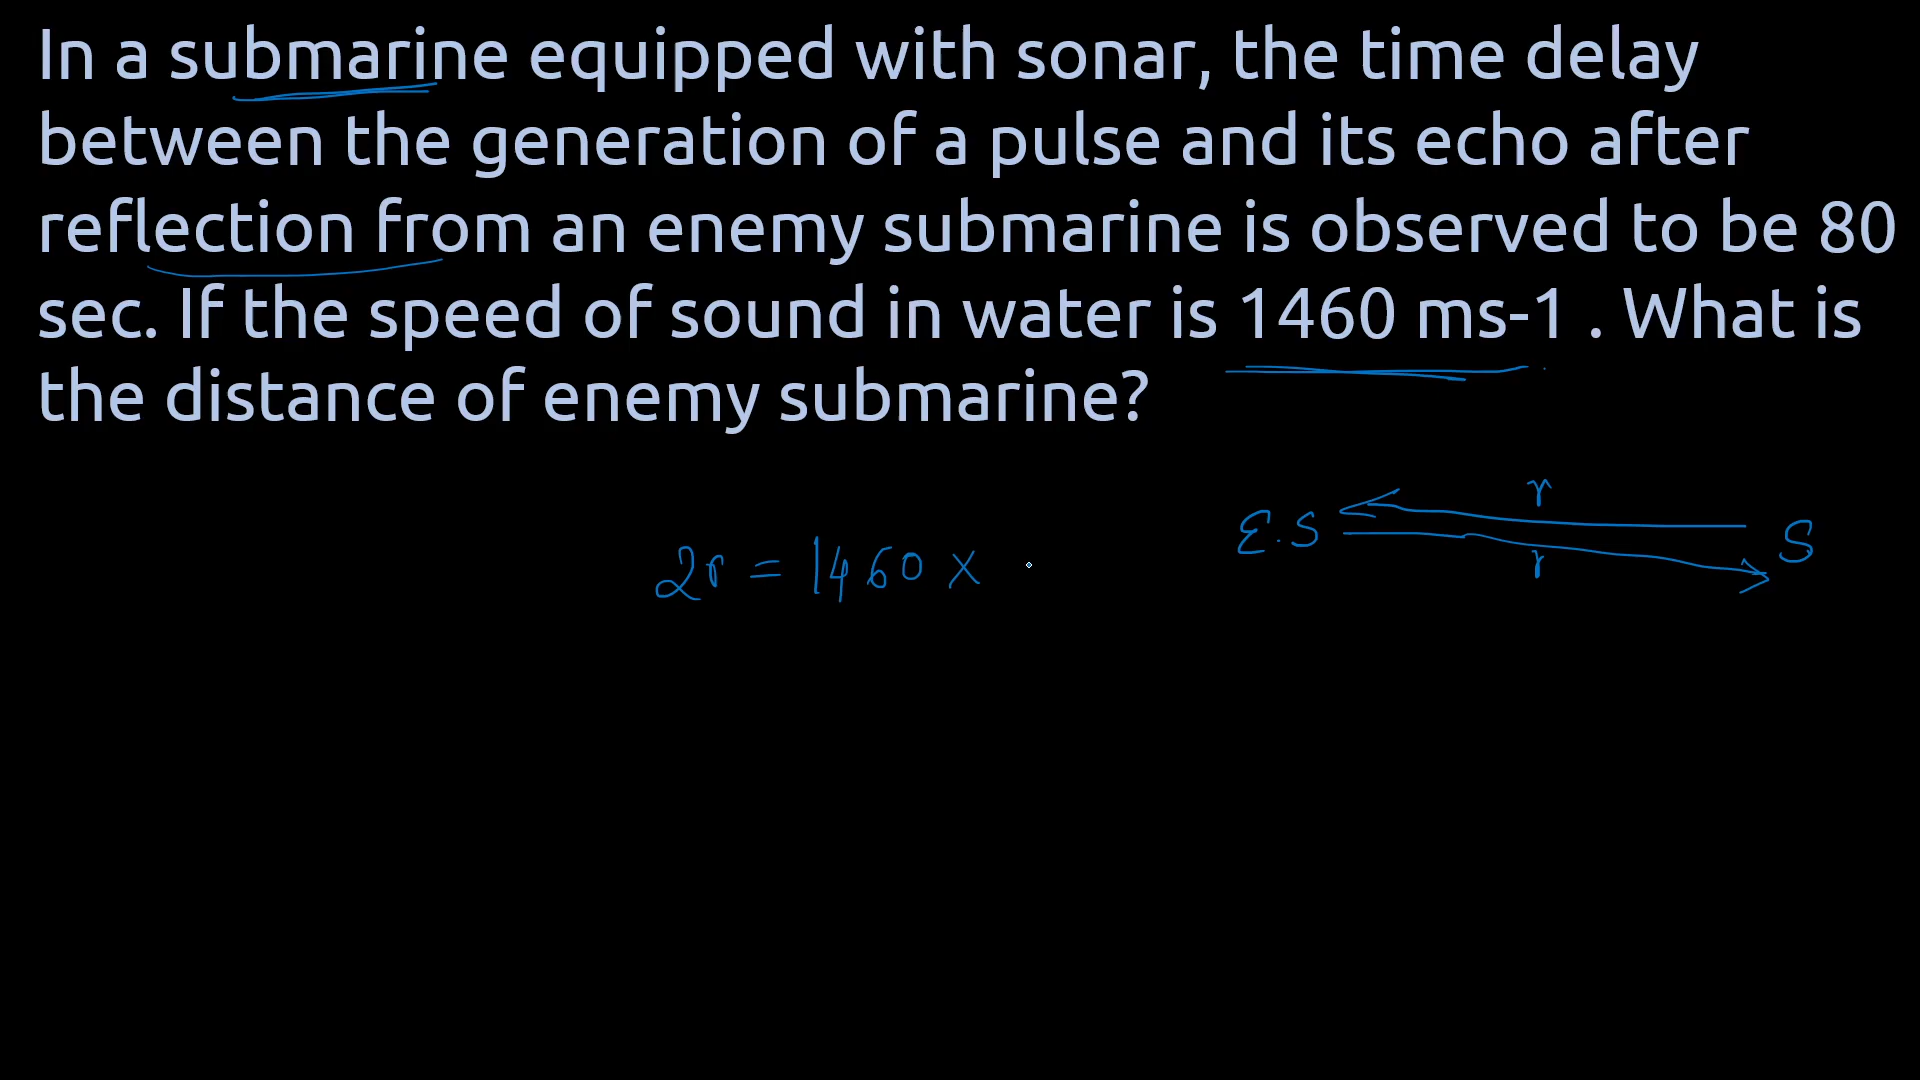 In a submarine equipped with sonar, the time delay
between the generation of a pulse and its echo after
reflection from an enemy submarine is observed to be 80
sec. If the speed of sound in water is 1460 ms-1 . What is
the distance of enemy submarine?
r
E.S S
r
2r = 1460 x